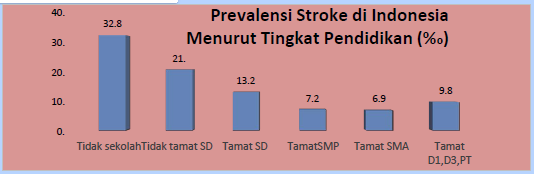 Prevalensi Stroke di Indonesia
Menurut Tingkat Pendidikan (‰)
40.
30.
20.
10.
0.
32.8
21.
13.2
7.2
6.9
9.8
Tidak sekolah
Tidak tamat SD
Tamat SD
TamatSMP
Tamat SMA
Tamat
D1,D3,PT